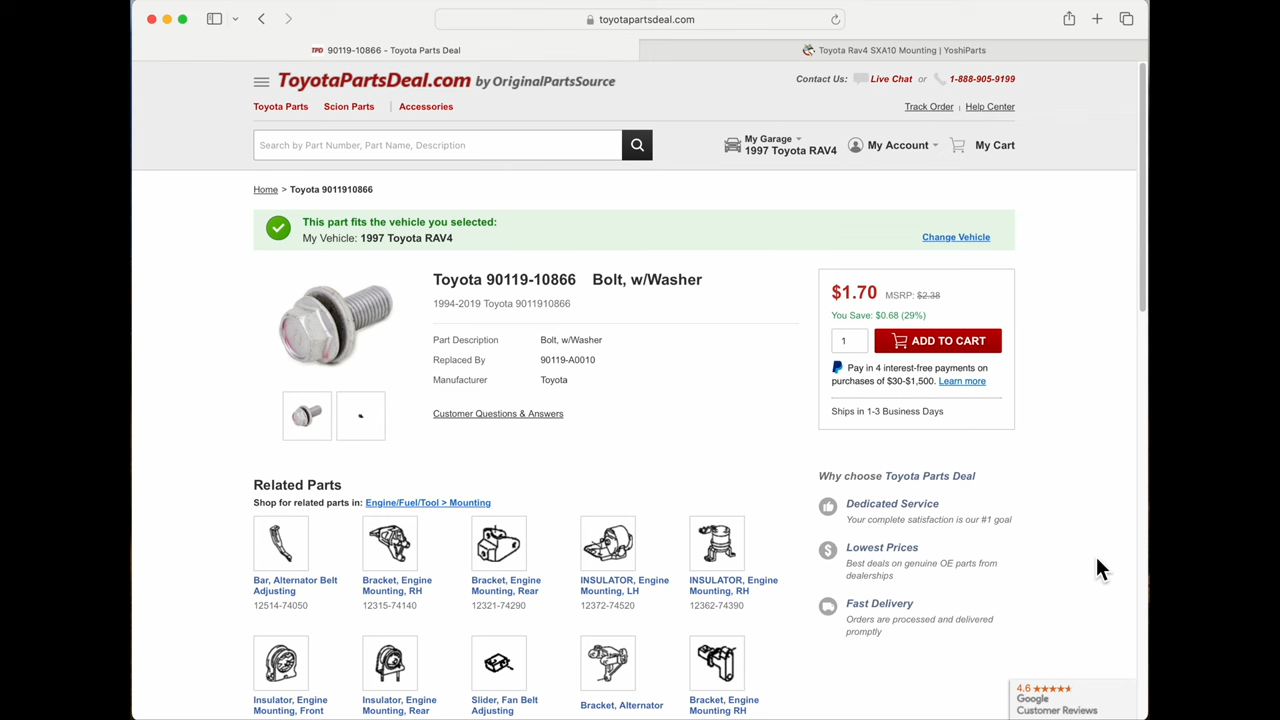 toyotapartsdeal.com
TPD 90119-10866 - Toyota Parts Deal
Toyota Rav4 SXA10 Mounting | YoshiParts
ToyotaPartsDeal.com by OriginalPartsSource
Contact Us: Live Chat or 1-888-905-9199
Toyota Parts Scion Parts | Accessories
Track Order | Help Center
Search by Part Number, Part Name, Description
My Garage
1997 Toyota RAV4
My Account
My Cart
Home > Toyota 9011910866
This part fits the vehicle you selected:
My Vehicle: 1997 Toyota RAV4
Change Vehicle
Toyota 90119-10866 Bolt, w/Washer
1994-2019 Toyota 9011910866
Part Description Bolt, w/Washer
Replaced By 90119-A0010
Manufacturer Toyota
Customer Questions & Answers
$1.70 MSRP: $2.38
You Save: $0.68 (29%)
1 ADD TO CART
Pay in 4 interest-free payments on
purchases of $30-$1,500. Learn more
Ships in 1-3 Business Days
Related Parts
Shop for related parts in: Engine/Fuel/Tool > Mounting
Bar, Alternator Belt
Adjusting
12514-74050
Bracket, Engine
Mounting, RH
12315-74140
Bracket, Engine
Mounting, Rear
12321-74290
INSULATOR, Engine
Mounting, LH
12372-74520
INSULATOR, Engine
Mounting, RH
12362-74390
Insulator, Engine
Mounting, Front
Insulator, Engine
Mounting, Rear
Slider, Fan Belt
Adjusting
Bracket, Alternator
Bracket, Engine
Mounting RH
Why choose Toyota Parts Deal
Dedicated Service
Your complete satisfaction is our #1 goal
Lowest Prices
Best deals on genuine OE parts from
dealerships
Fast Delivery
Orders are processed and delivered
promptly
4.6
Google
Customer Reviews